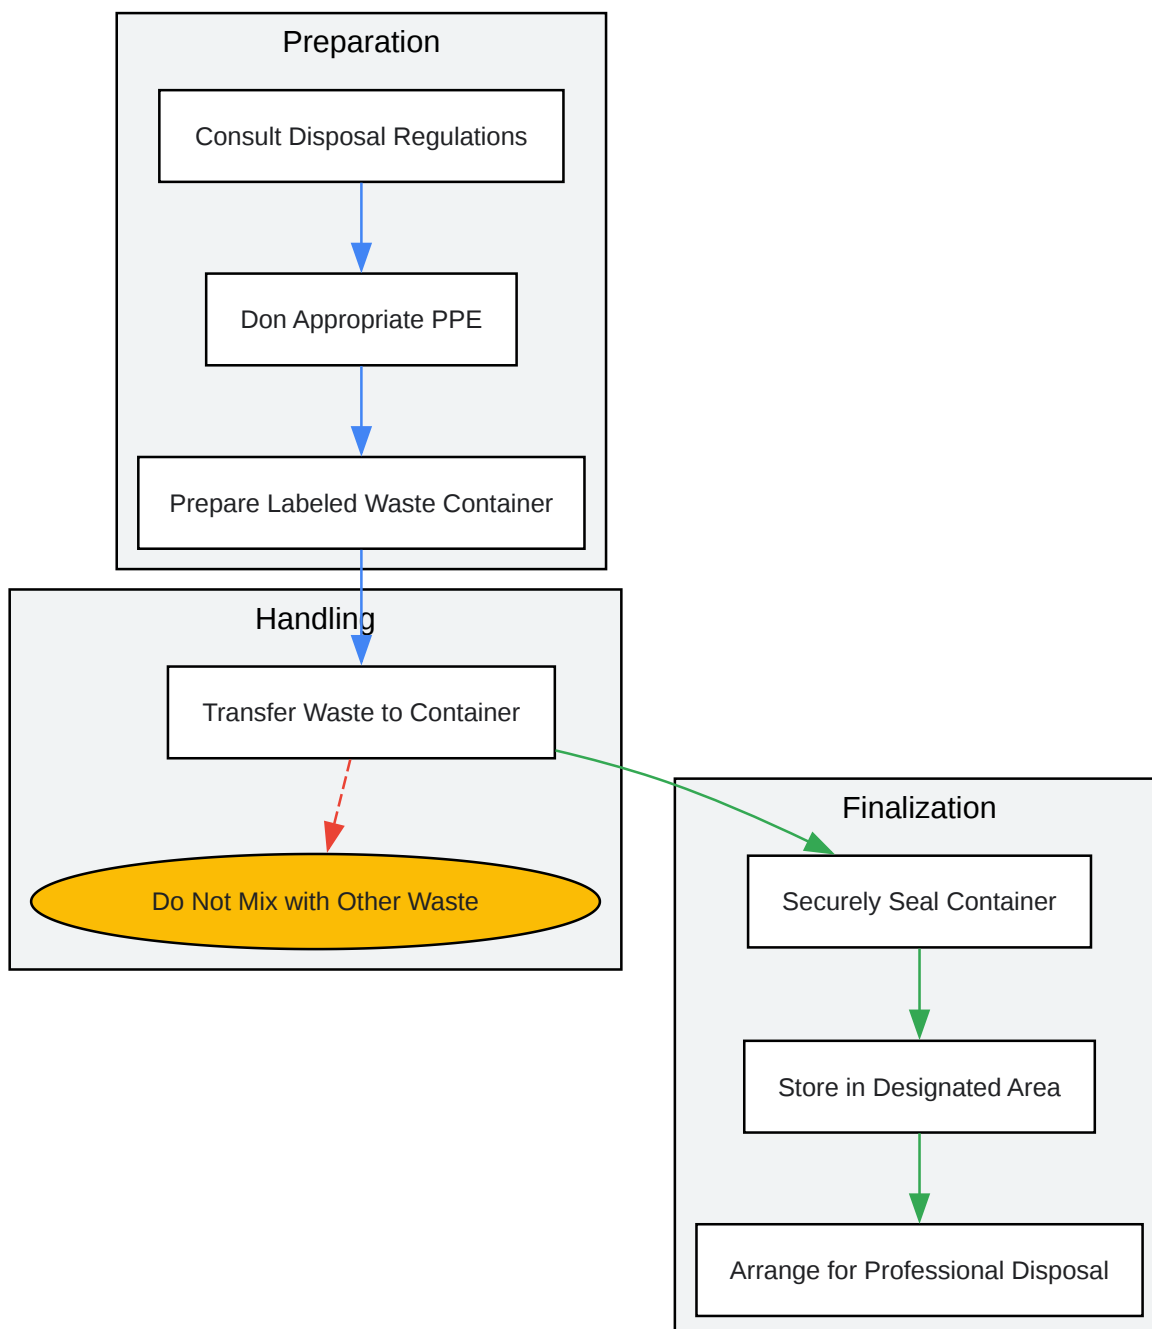 Preparation
Consult Disposal Regulations
Don Appropriate PPE
Prepare Labeled Waste Container
Handling
Transfer Waste to Container
Do Not Mix with Other Waste
Finalization
Securely Seal Container
Store in Designated Area
Arrange for Professional Disposal